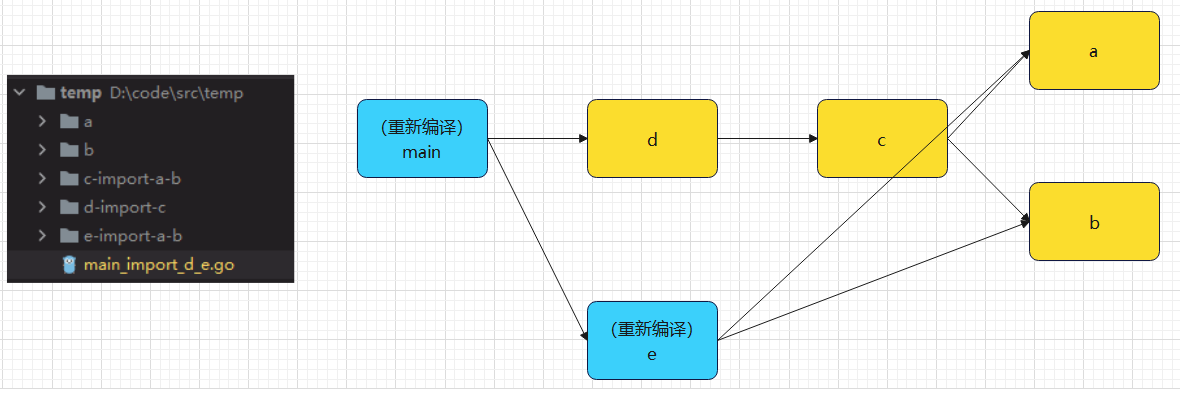 temp D:\code\src\temp
a
b
c-import-a-b
d-import-c
e-import-a-b
main_import_d_e.go
(重新编译)
main
d
c
a
b
(重新编译)
e